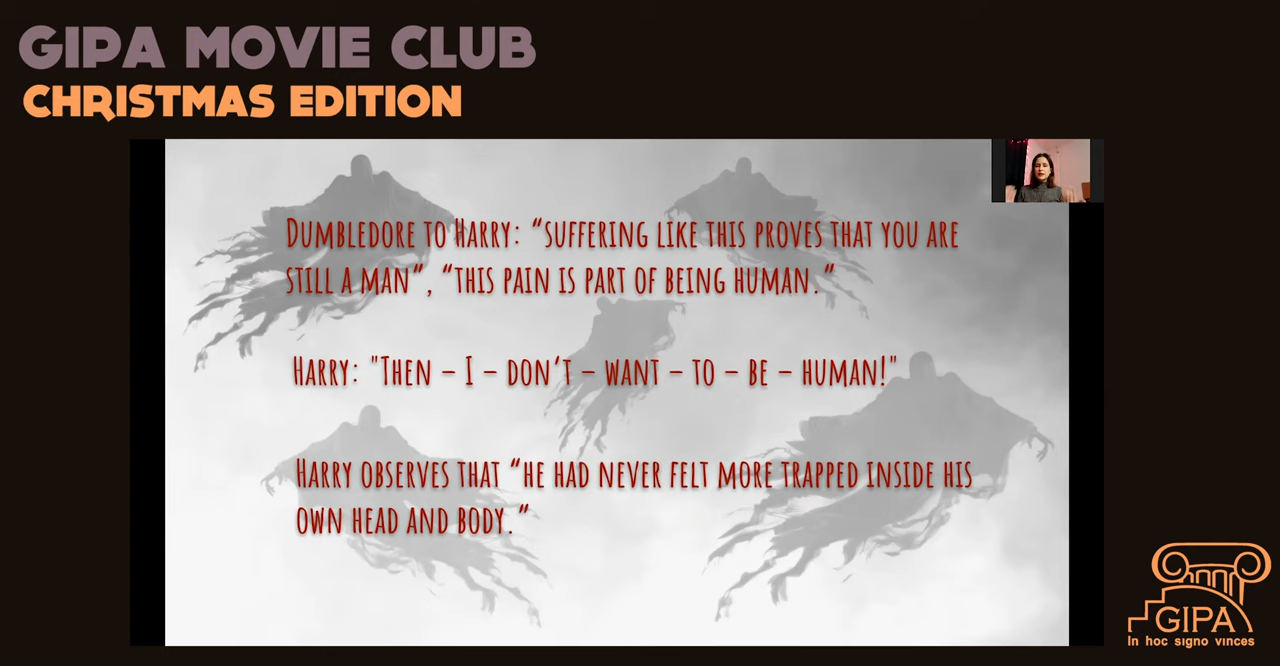 GIPA MOVIE CLUB
CHRISTMAS EDITION
DUMBLEDORE TO HARRY: “SUFFERING LIKE THIS PROVES THAT YOU ARE
STILL A MAN”, “THIS PAIN IS PART OF BEING HUMAN.”
HARRY: "THEN – I – DON’T – WANT – TO – BE – HUMAN!"
HARRY OBSERVES THAT “HE HAD NEVER FELT MORE TRAPPED INSIDE HIS
OWN HEAD AND BODY.”
GIPA
In hoc signo vinces